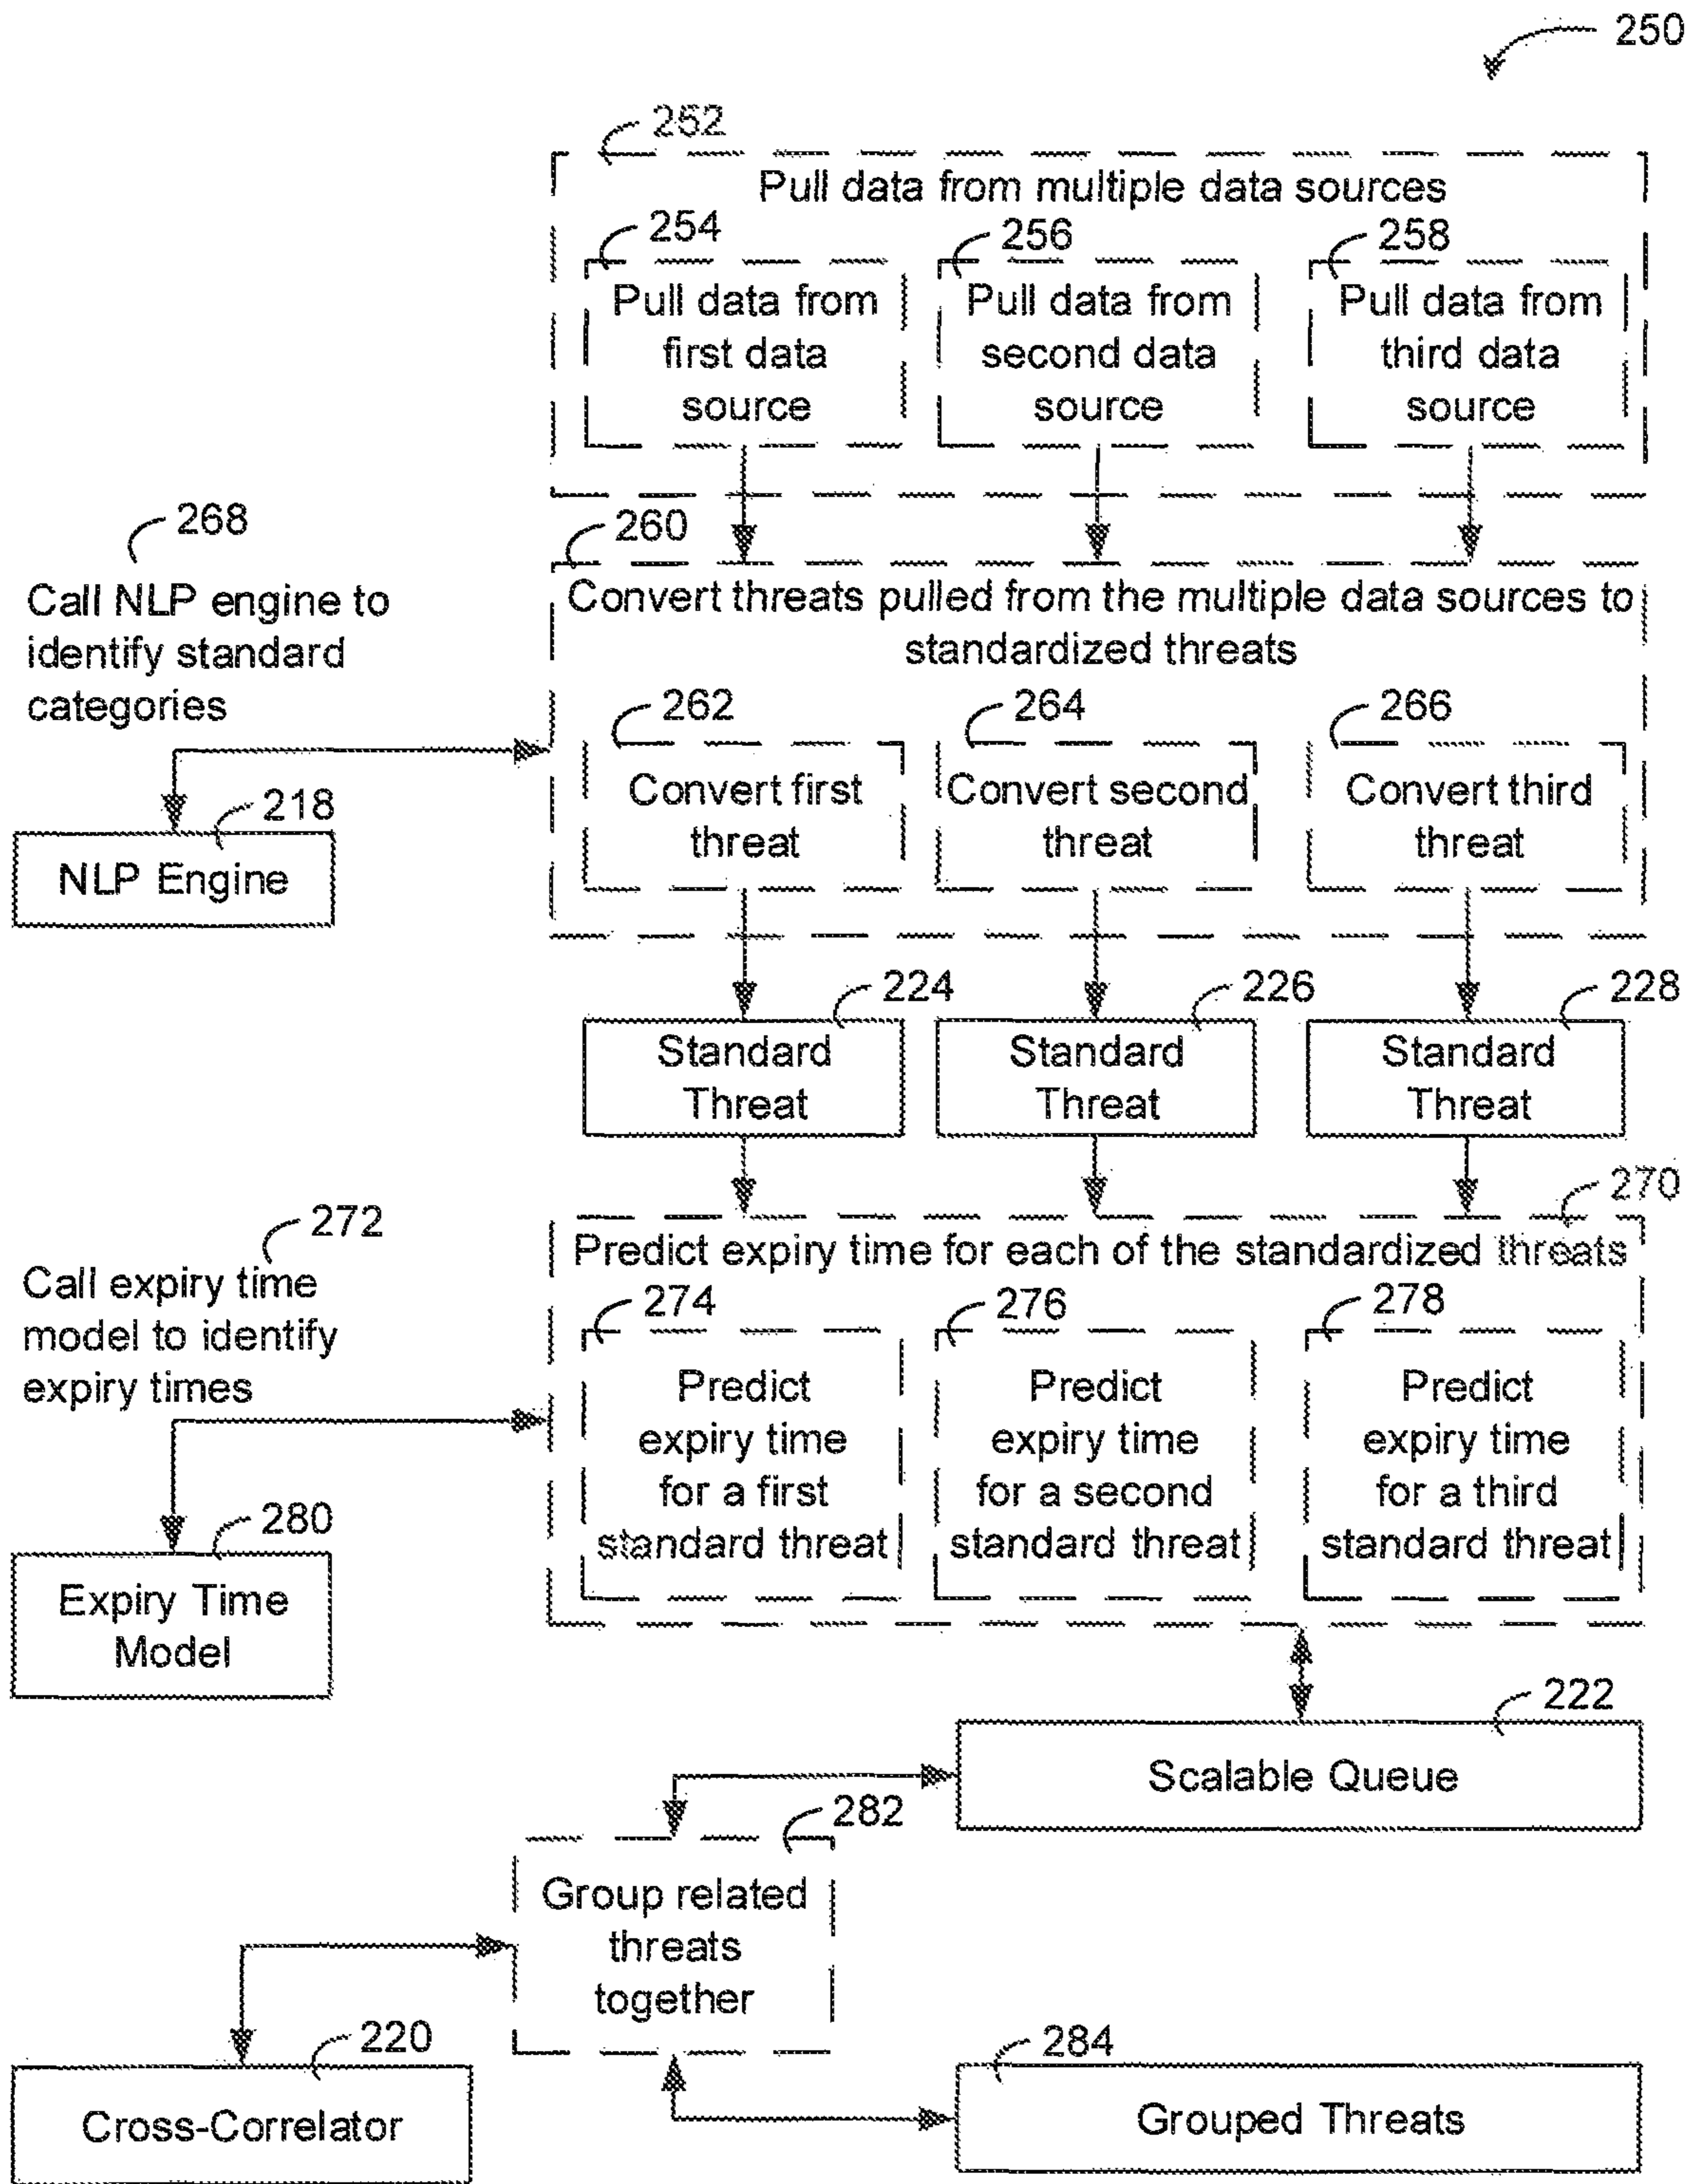 250
252
Pull data from multiple data sources
254
256
258
Pull data from
first data
source
Pull data from
second data
source
Pull data from
third data
source
260
Convert threats pulled from the multiple data sources to
standardized threats
268
Call NLP engine to
identify standard
categories
262
264
266
Convert first
threat
Convert second
threat
Convert third
threat
218
NLP Engine
224
226
228
Standard
Threat
Standard
Threat
Standard
Threat
270
Predict expiry time for each of the standardized threats
272
Call expiry time
model to identify
expiry times
274
276
278
Predict
expiry time
for a first
standard threat
Predict
expiry time
for a second
standard threat
Predict
expiry time
for a third
standard threat
280
Expiry Time
Model
222
Scalable Queue
282
Group related
threats
together
220
Cross-Correlator
284
Grouped Threats